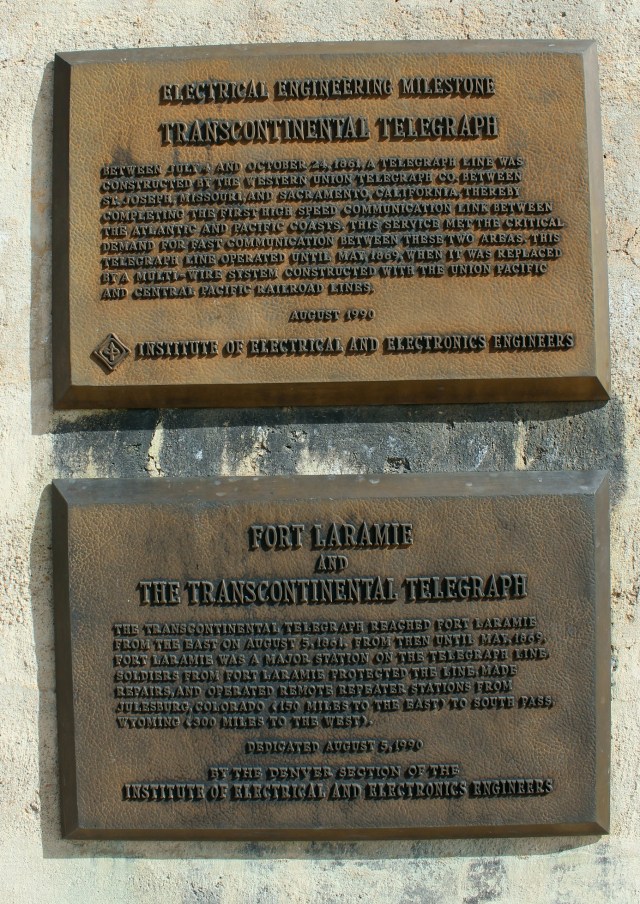 ELECTRICAL ENGINEERING MILESTONE
TRANSCONTINENTAL TELEGRAPH
BETWEEN JULY 4 AND OCTOBER 24, 1861, A TELEGRAPH LINE WAS
CONSTRUCTED BY THE WESTERN UNION TELEGRAPH CO. BETWEEN
ST. JOSEPH, MISSOURI, AND SACRAMENTO, CALIFORNIA, THEREBY
COMPLETING THE FIRST HIGH SPEED COMMUNICATION LINK BETWEEN
THE ATLANTIC AND PACIFIC COASTS. THIS SERVICE MET THE CRITICAL
DEMAND FOR FAST COMMUNICATION BETWEEN THESE TWO AREAS. THIS
TELEGRAPH LINE OPERATED UNTIL MAY, 1869, WHEN IT WAS REPLACED
BY A MULTI-WIRE SYSTEM CONSTRUCTED WITH THE UNION PACIFIC
AND CENTRAL PACIFIC RAILROAD LINES.
AUGUST 1990
INSTITUTE OF ELECTRICAL AND ELECTRONICS ENGINEERS
FORT LARAMIE
AND
THE TRANSCONTINENTAL TELEGRAPH
THE TRANSCONTINENTAL TELEGRAPH REACHED FORT LARAMIE
FROM THE EAST ON AUGUST 5, 1861. FROM THEN UNTIL MAY, 1869,
FORT LARAMIE WAS A MAJOR STATION ON THE TELEGRAPH LINE.
SOLDIERS FROM FORT LARAMIE PROTECTED THE LINE, MADE
REPAIRS, AND OPERATED REMOTE REPEATER STATIONS FROM
JULESBURG, COLORADO (150 MILES TO THE EAST) TO SOUTH PASS,
WYOMING (300 MILES TO THE WEST).
DEDICATED AUGUST 5, 1990
BY THE DENVER SECTION OF THE
INSTITUTE OF ELECTRICAL AND ELECTRONICS ENGINEERS